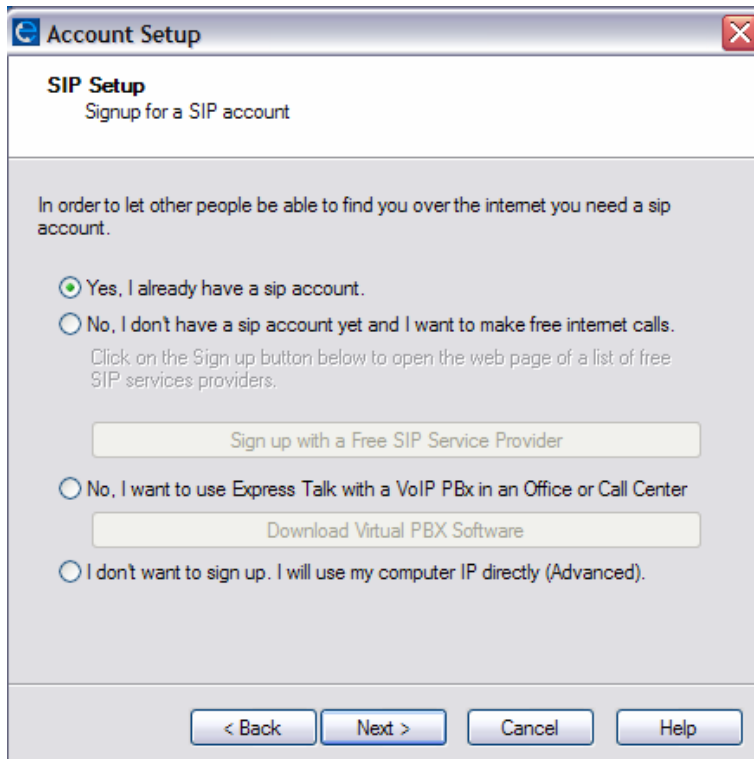 Account Setup
SIP Setup
Signup for a SIP account
In order to let other people be able to find you over the internet you need a sip
account.
Yes, I already have a sip account.
No, I don't have a sip account yet and I want to make free internet calls.
Click on the Sign up button below to open the web page of a list of free
SIP services providers.
Sign up with a Free SIP Service Provider
No, I want to use Express Talk with a VoIP PBx in an Office or Call Center
Download Virtual PBX Software
I don't want to sign up. I will use my computer IP directly (Advanced).
< Back Next > Cancel Help